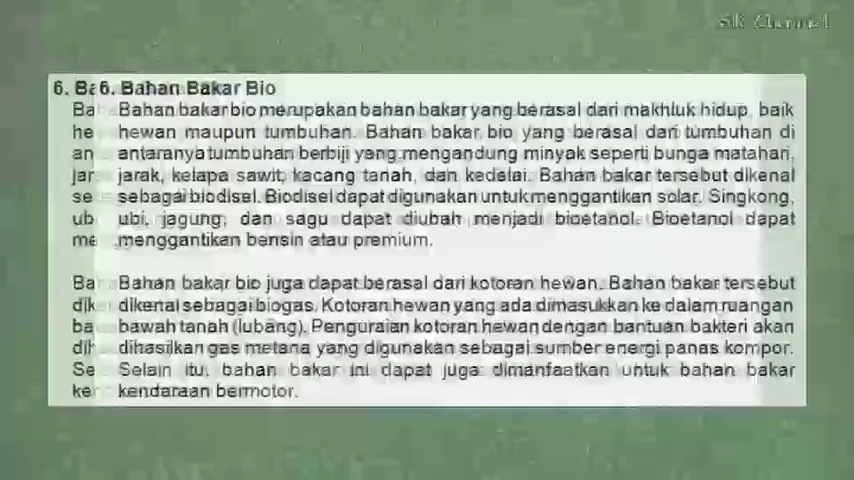 SK Channel
6. Bahan Bakar Bio
Bahan bakar bio merupakan bahan bakar yang berasal dari makhluk hidup, baik
hewan maupun tumbuhan. Bahan bakar bio yang berasal dari tumbuhan di
antaranya tumbuhan berbiji yang mengandung minyak seperti bunga matahari,
jarak, kelapa sawit, kacang tanah, dan kedelai. Bahan bakar tersebut dikenal
sebagai biodisel. Biodisel dapat digunakan untuk menggantikan solar. Singkong,
ubi, jagung, dan sagu dapat diubah menjadi bioetanol. Bioetanol dapat
menggantikan bensin atau premium.
Bahan bakar bio juga dapat berasal dari kotoran hewan. Bahan bakar tersebut
dikenal sebagai biogas. Kotoran hewan yang ada dimasukkan ke dalam ruangan
bawah tanah (lubang). Penguraian kotoran hewan dengan bantuan bakteri akan
dihasilkan gas metana yang digunakan sebagai sumber energi panas kompor.
Selain itu, bahan bakar ini dapat juga dimanfaatkan untuk bahan bakar
kendaraan bermotor.